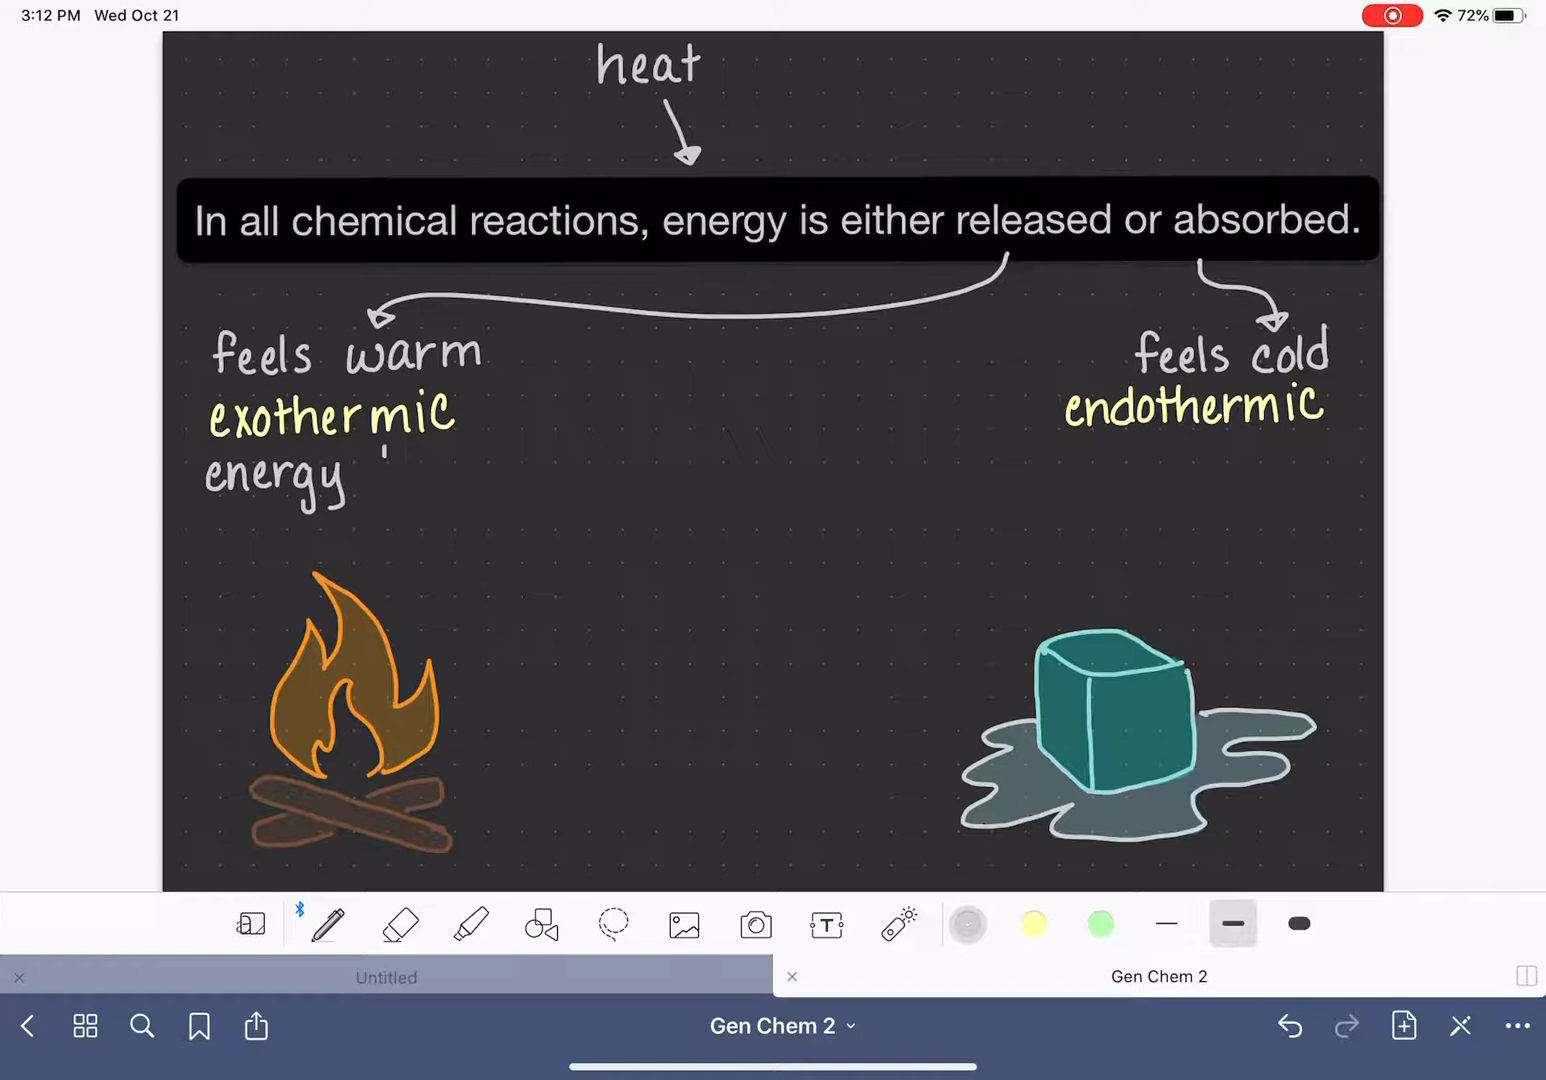 3:12 PM Wed Oct 21
72%
heat
In all chemical reactions, energy is either released or absorbed.
feels warm
feels cold
exothermic
endothermic
energy
T
Untitled
Gen Chem 2
Gen Chem 2